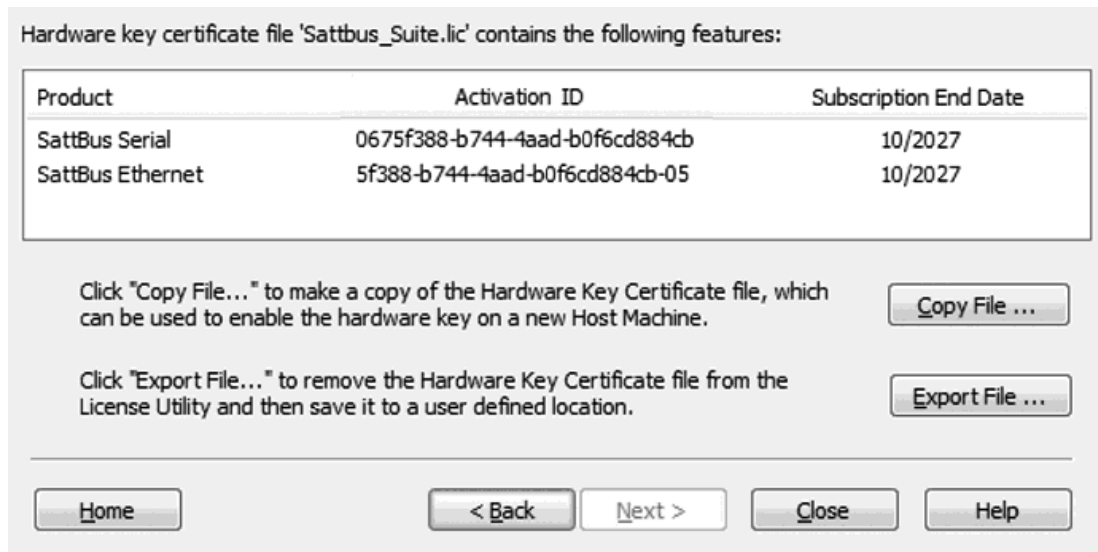 Hardware key certificate file 'Sattbus_Suite.lic' contains the following features:
Product Activation ID Subscription End Date
SattBus Serial 0675f388-b744-4aad-b0f6cd884cb 10/2027
SattBus Ethernet 5f388-b744-4aad-b0f6cd884cb-05 10/2027
Click "Copy File..." to make a copy of the Hardware Key Certificate file, which
can be used to enable the hardware key on a new Host Machine.
Copy File ...
Click "Export File..." to remove the Hardware Key Certificate file from the
License Utility and then save it to a user defined location.
Export File ...
Home < Back Next > Close Help